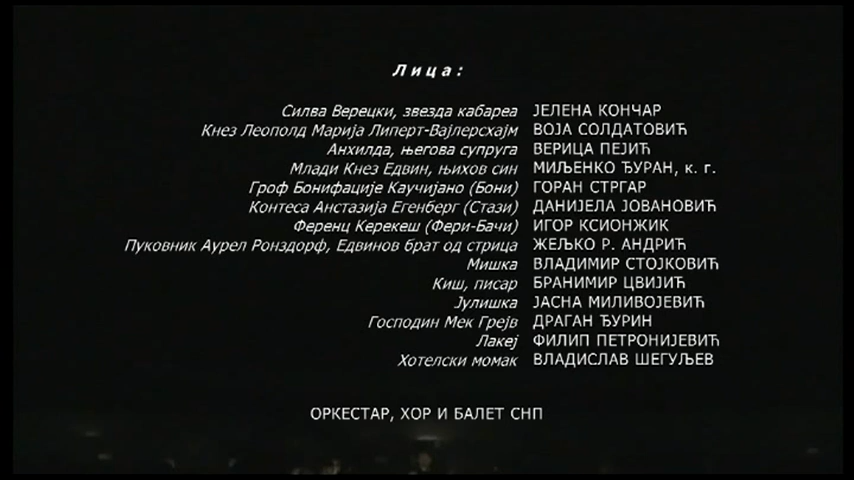 Лица:
Силва Верецки, звезда кабареа ЈЕЛЕНА КОНЧАР
Кнез Леополд Марија Липерт-Вајлерсхајм ВОЈА СОЛДАТОВИЋ
Анхилда, његова супруга ВЕРИЦА ПЕЈИЋ
Млади Кнез Едвин, њихов син МИЉЕНКО ЂУРАН, к. г.
Гроф Бонифације Каучијано (Бони) ГОРАН СТРГАР
Контеса Анстазија Егенберг (Стази) ДАНИЈЕЛА ЈОВАНОВИЋ
Ференц Керекеш (Фери-Бачи) ИГОР КСИОНЖИК
Пуковник Аурел Ронздорф, Едвинов брат од стрица ЖЕЉКО Р. АНДРИЋ
Мишка ВЛАДИМИР СТОЈКОВИЋ
Киш, писар БРАНИМИР ЦВИЈИЋ
Јулишка ЈАСНА МИЛИВОЈЕВИЋ
Господин Мек Грејв ДРАГАН ЂУРИН
Лакеј ФИЛИП ПЕТРОНИЈЕВИЋ
Хотелски момак ВЛАДИСЛАВ ШЕГУЉЕВ
ОРКЕСТАР, ХОР И БАЛЕТ СНП